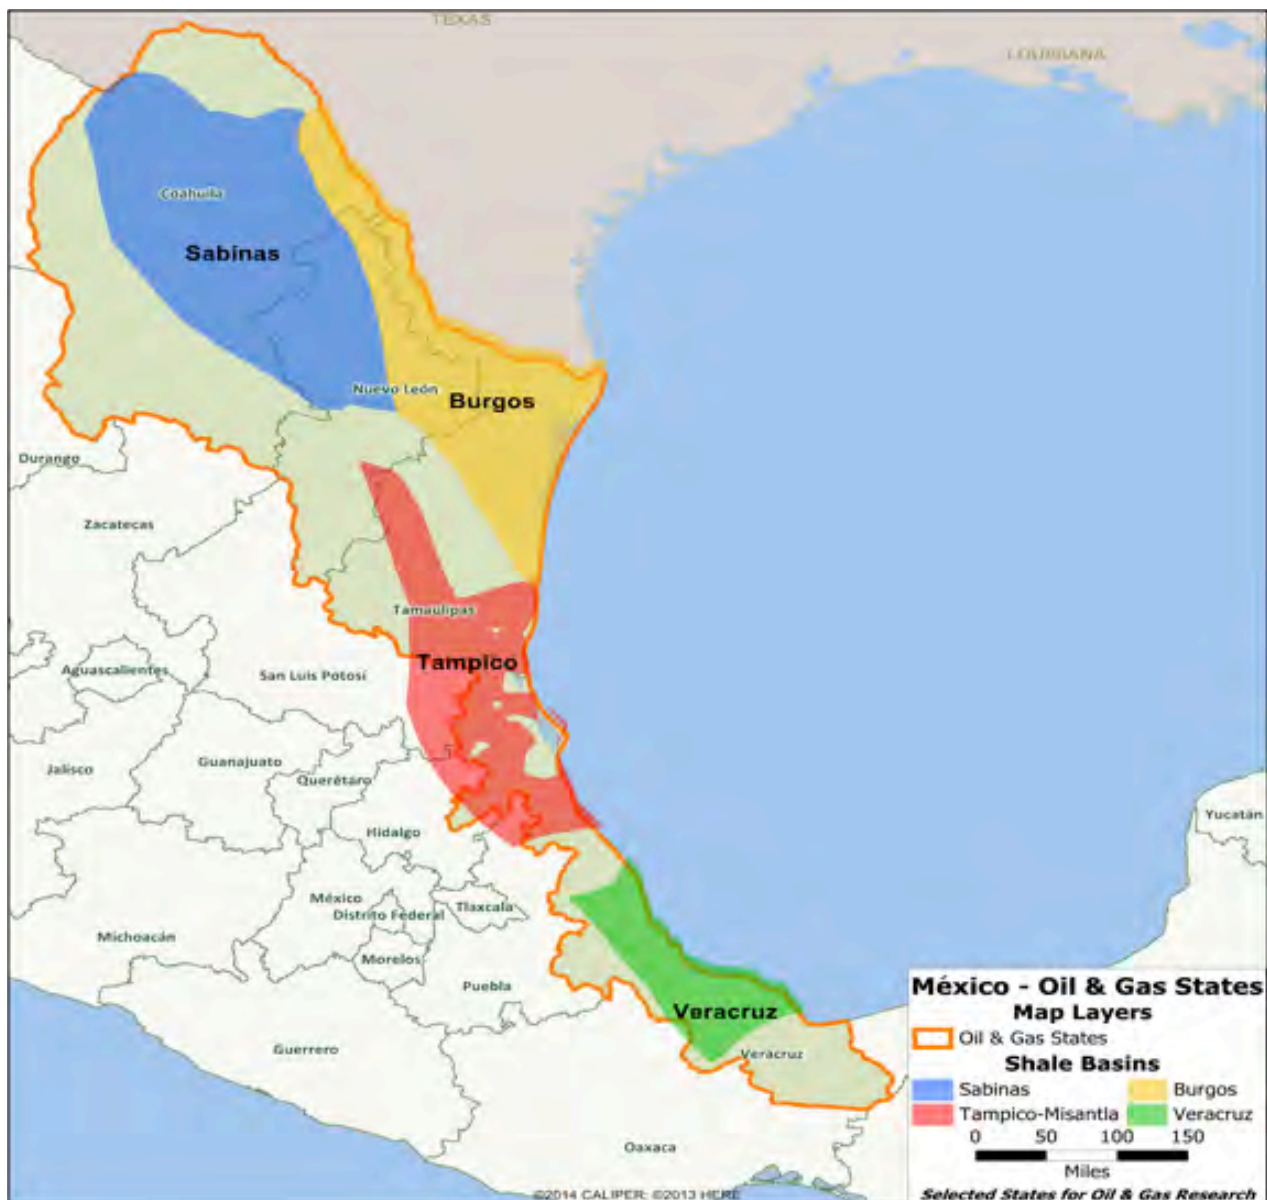 TEXAS
LOUISIANA
Coahuila
Sabinas
Nuevo León
Burgos
Durango
Zacatecas
Tamaulipas
Aguascalientes
San Luis Potosí
Tampico
Jalisco
Guanajuato
Querétaro
Hidalgo
Yucatán
México
Distrito Federal
Tlaxcala
Michoacán
Morelos
Puebla
Veracruz
Guerrero
Veracruz
Oaxaca
México - Oil & Gas States
Map Layers
Oil & Gas States
Shale Basins
Sabinas Burgos
Tampico-Misantla Veracruz
0 50 100 150
Miles
Selected States for Oil & Gas Research
©2014 CALIPER; ©2013 HERE